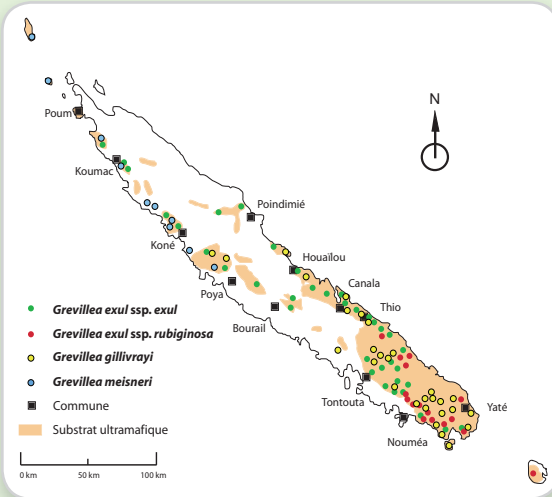 N
Poum
Koumac
Poindimié
Koné
Houaïlou
Canala
Poya
Thio
Bourail
Grevillea exul ssp. exul
Grevillea exul ssp. rubiginosa
Grevillea gillivrayi
Grevillea meisneri
Commune
Substrat ultramafique
Tontouta
Yaté
Nouméa
0 km 50 km 100 km